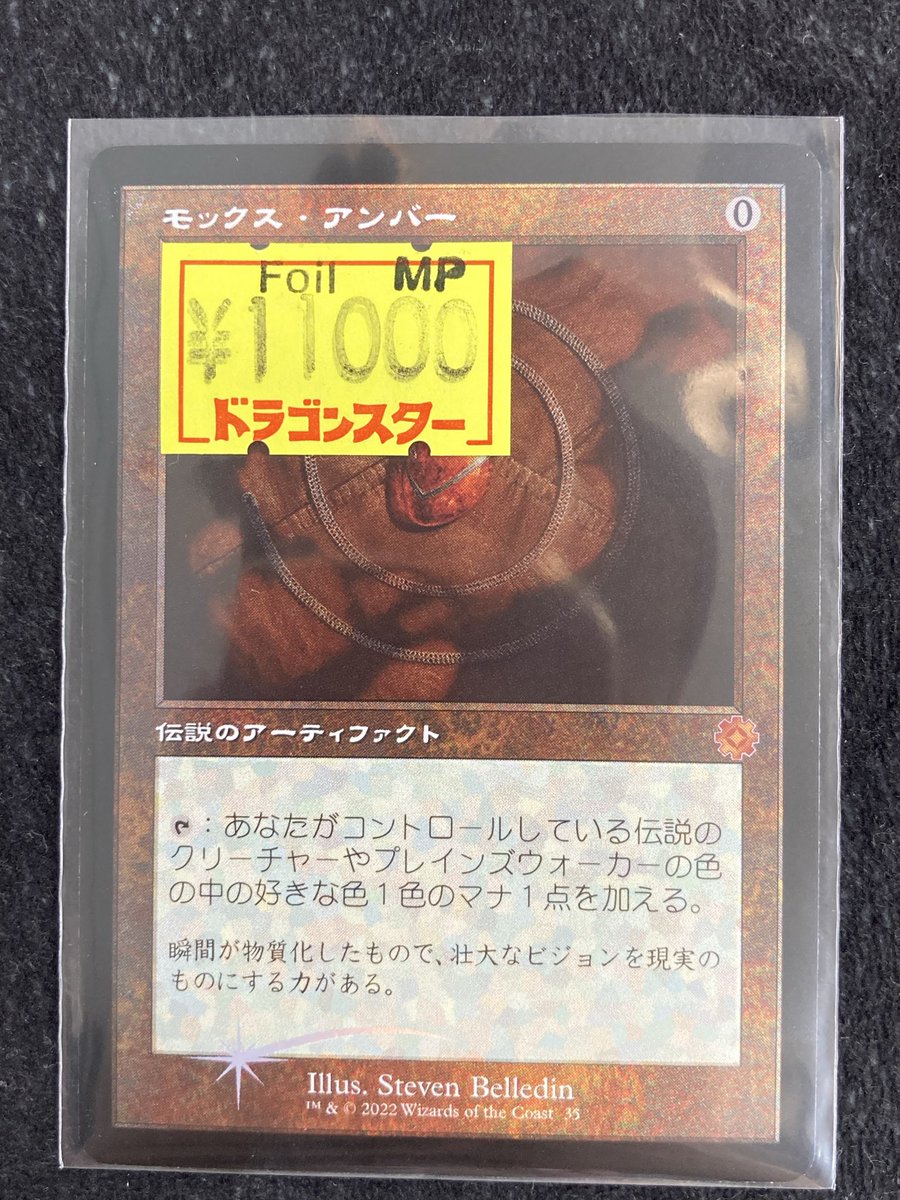 モックス・アンバー
0
Foil MP
¥11000
ドラゴンスター
伝説のアーティファクト
：あなたがコントロールしている伝説の
クリーチャーやプレインズウォーカーの色
の中の好きな色１色のマナ１点を加える。
瞬間が物質化したもので、壮大なビジョンを現実の
ものにする力がある。
Illus. Steven Belledin
™ & © 2022 Wizards of the Coast 35